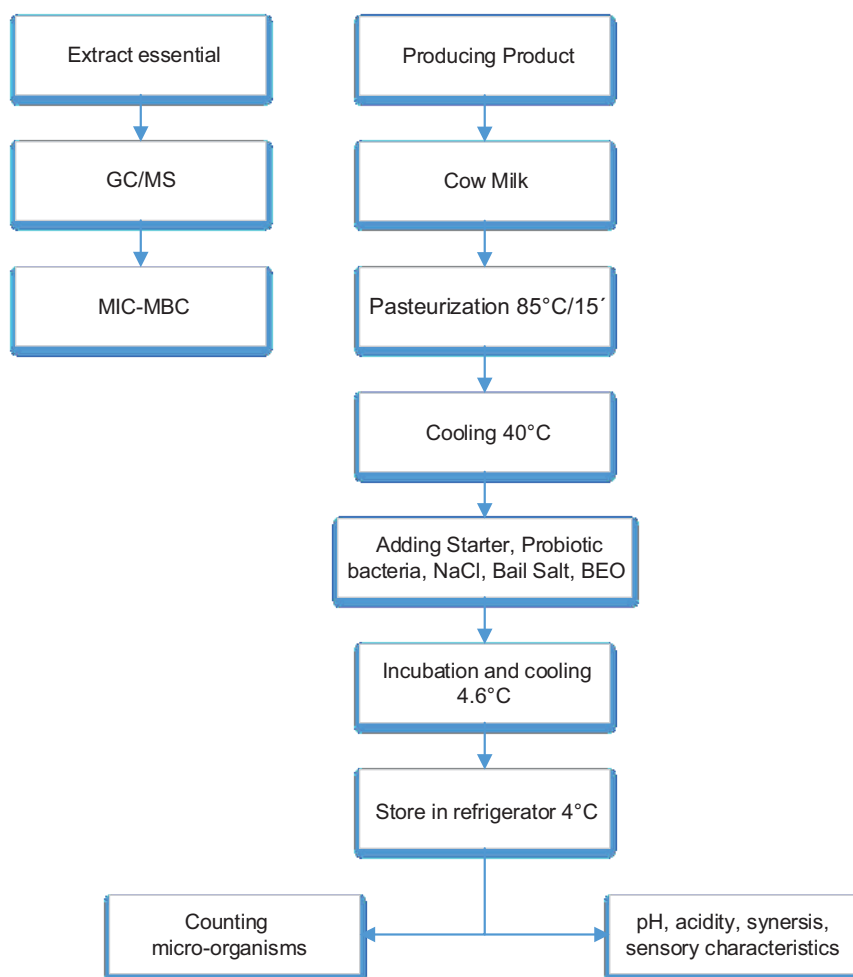 Extract essential
GC/MS
MIC-MBC
Producing Product
Cow Milk
Pasteurization 85°C/15´
Cooling 40°C
Adding Starter, Probiotic
bacteria, NaCl, Bail Salt, BEO
Incubation and cooling
4.6°C
Store in refrigerator 4°C
Counting
micro-organisms
pH, acidity, synersis,
sensory characteristics